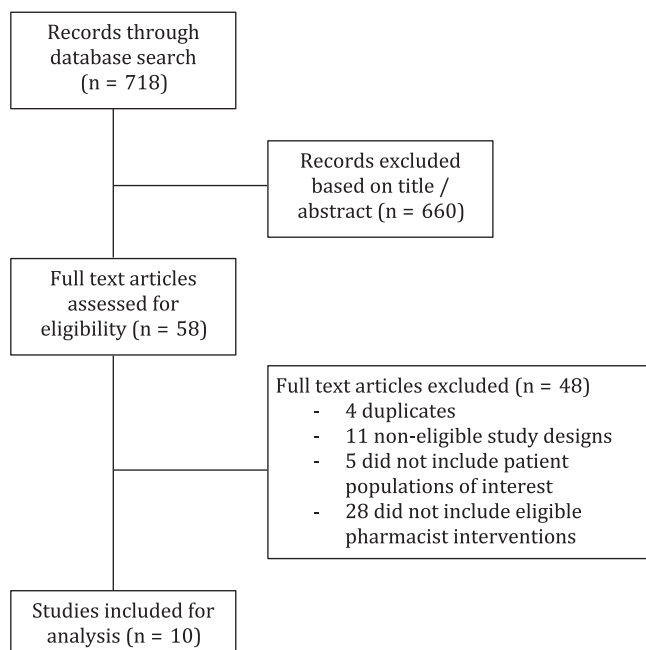 Records through
database search
(n = 718)
Records excluded
based on title /
abstract (n = 660)
Full text articles
assessed for
eligibility (n = 58)
Full text articles excluded (n = 48)
- 4 duplicates
- 11 non-eligible study designs
- 5 did not include patient
populations of interest
- 28 did not include eligible
pharmacist interventions
Studies included for
analysis (n = 10)